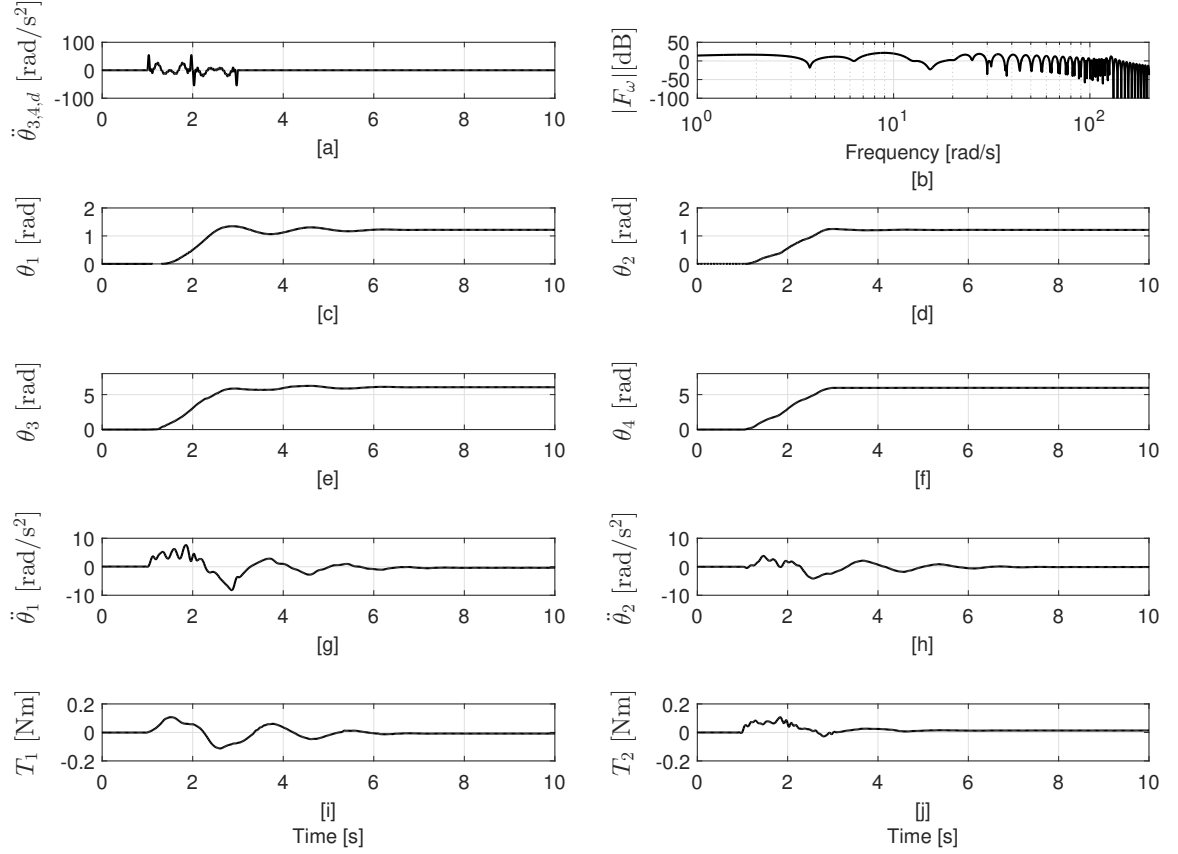 θ̈3,4,d [rad/s²]
100
0
-100
0 2 4 6 8 10
[a]
|Fω|[dB]
50
0
-50
-100
10⁰ 10¹ 10²
Frequency [rad/s]
[b]
θ1 [rad]
2
1
0
0 2 4 6 8 10
[c]
θ2 [rad]
2
1
0
0 2 4 6 8 10
[d]
θ3 [rad]
5
0
0 2 4 6 8 10
[e]
θ4 [rad]
5
0
0 2 4 6 8 10
[f]
θ̈1 [rad/s²]
10
0
-10
0 2 4 6 8 10
[g]
θ̈2 [rad/s²]
10
0
-10
0 2 4 6 8 10
[h]
T1 [Nm]
0.2
0
-0.2
0 2 4 6 8 10
[i]
Time [s]
T2 [Nm]
0.2
0
-0.2
0 2 4 6 8 10
[j]
Time [s]